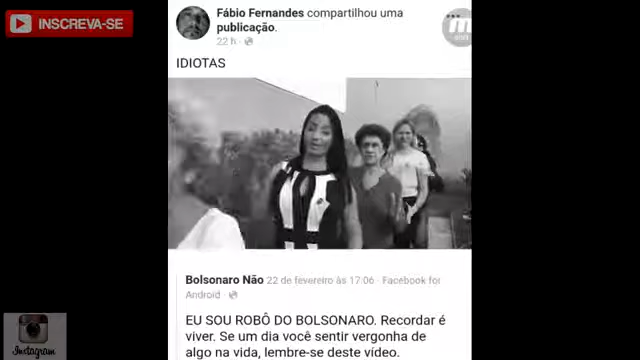 INSCREVA-SE
Fábio Fernandes compartilhou uma
publicação.
22 h ·
IDIOTAS
Bolsonaro Não 22 de fevereiro às 17:06 · Facebook for
Android ·
EU SOU ROBÔ DO BOLSONARO. Recordar é
viver. Se um dia você sentir vergonha de
algo na vida, lembre-se deste vídeo.
Instagram